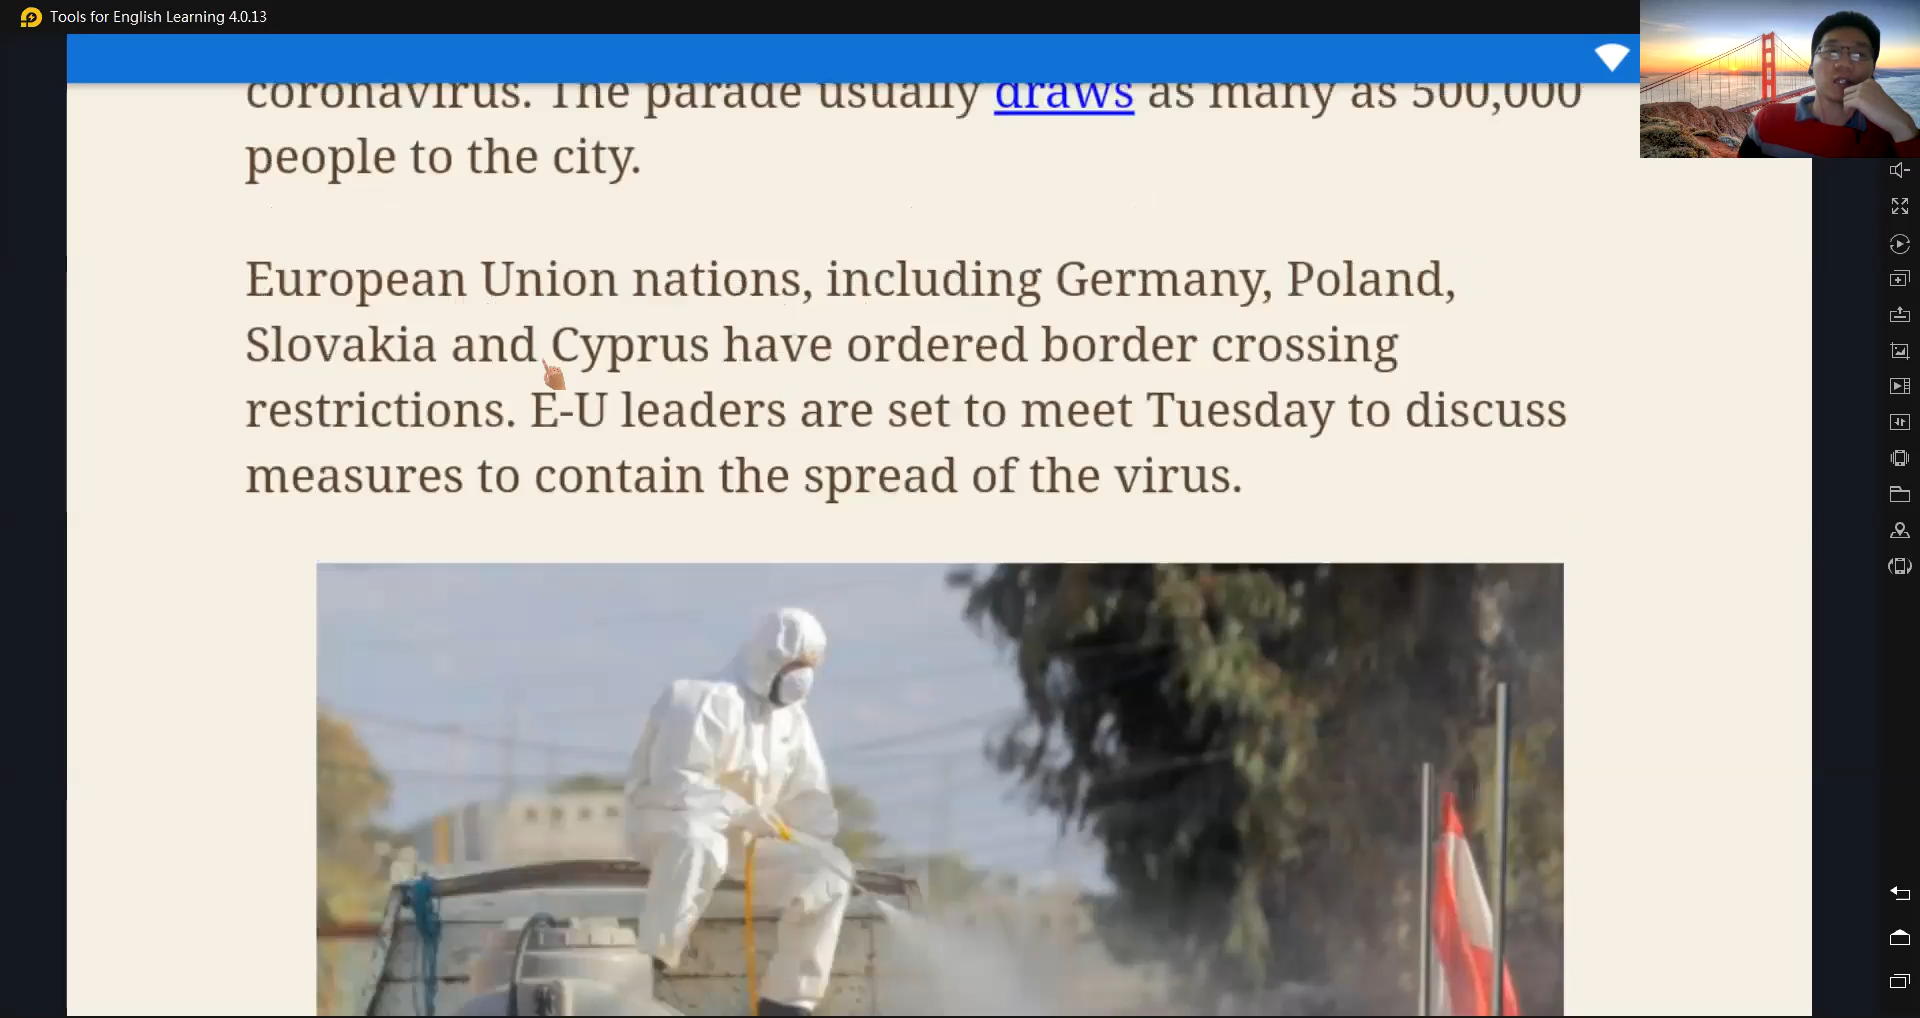 Tools for English Learning 4.0.13
coronavirus. The parade usually draws as many as 500,000
people to the city.
European Union nations, including Germany, Poland,
Slovakia and Cyprus have ordered border crossing
restrictions. E-U leaders are set to meet Tuesday to discuss
measures to contain the spread of the virus.